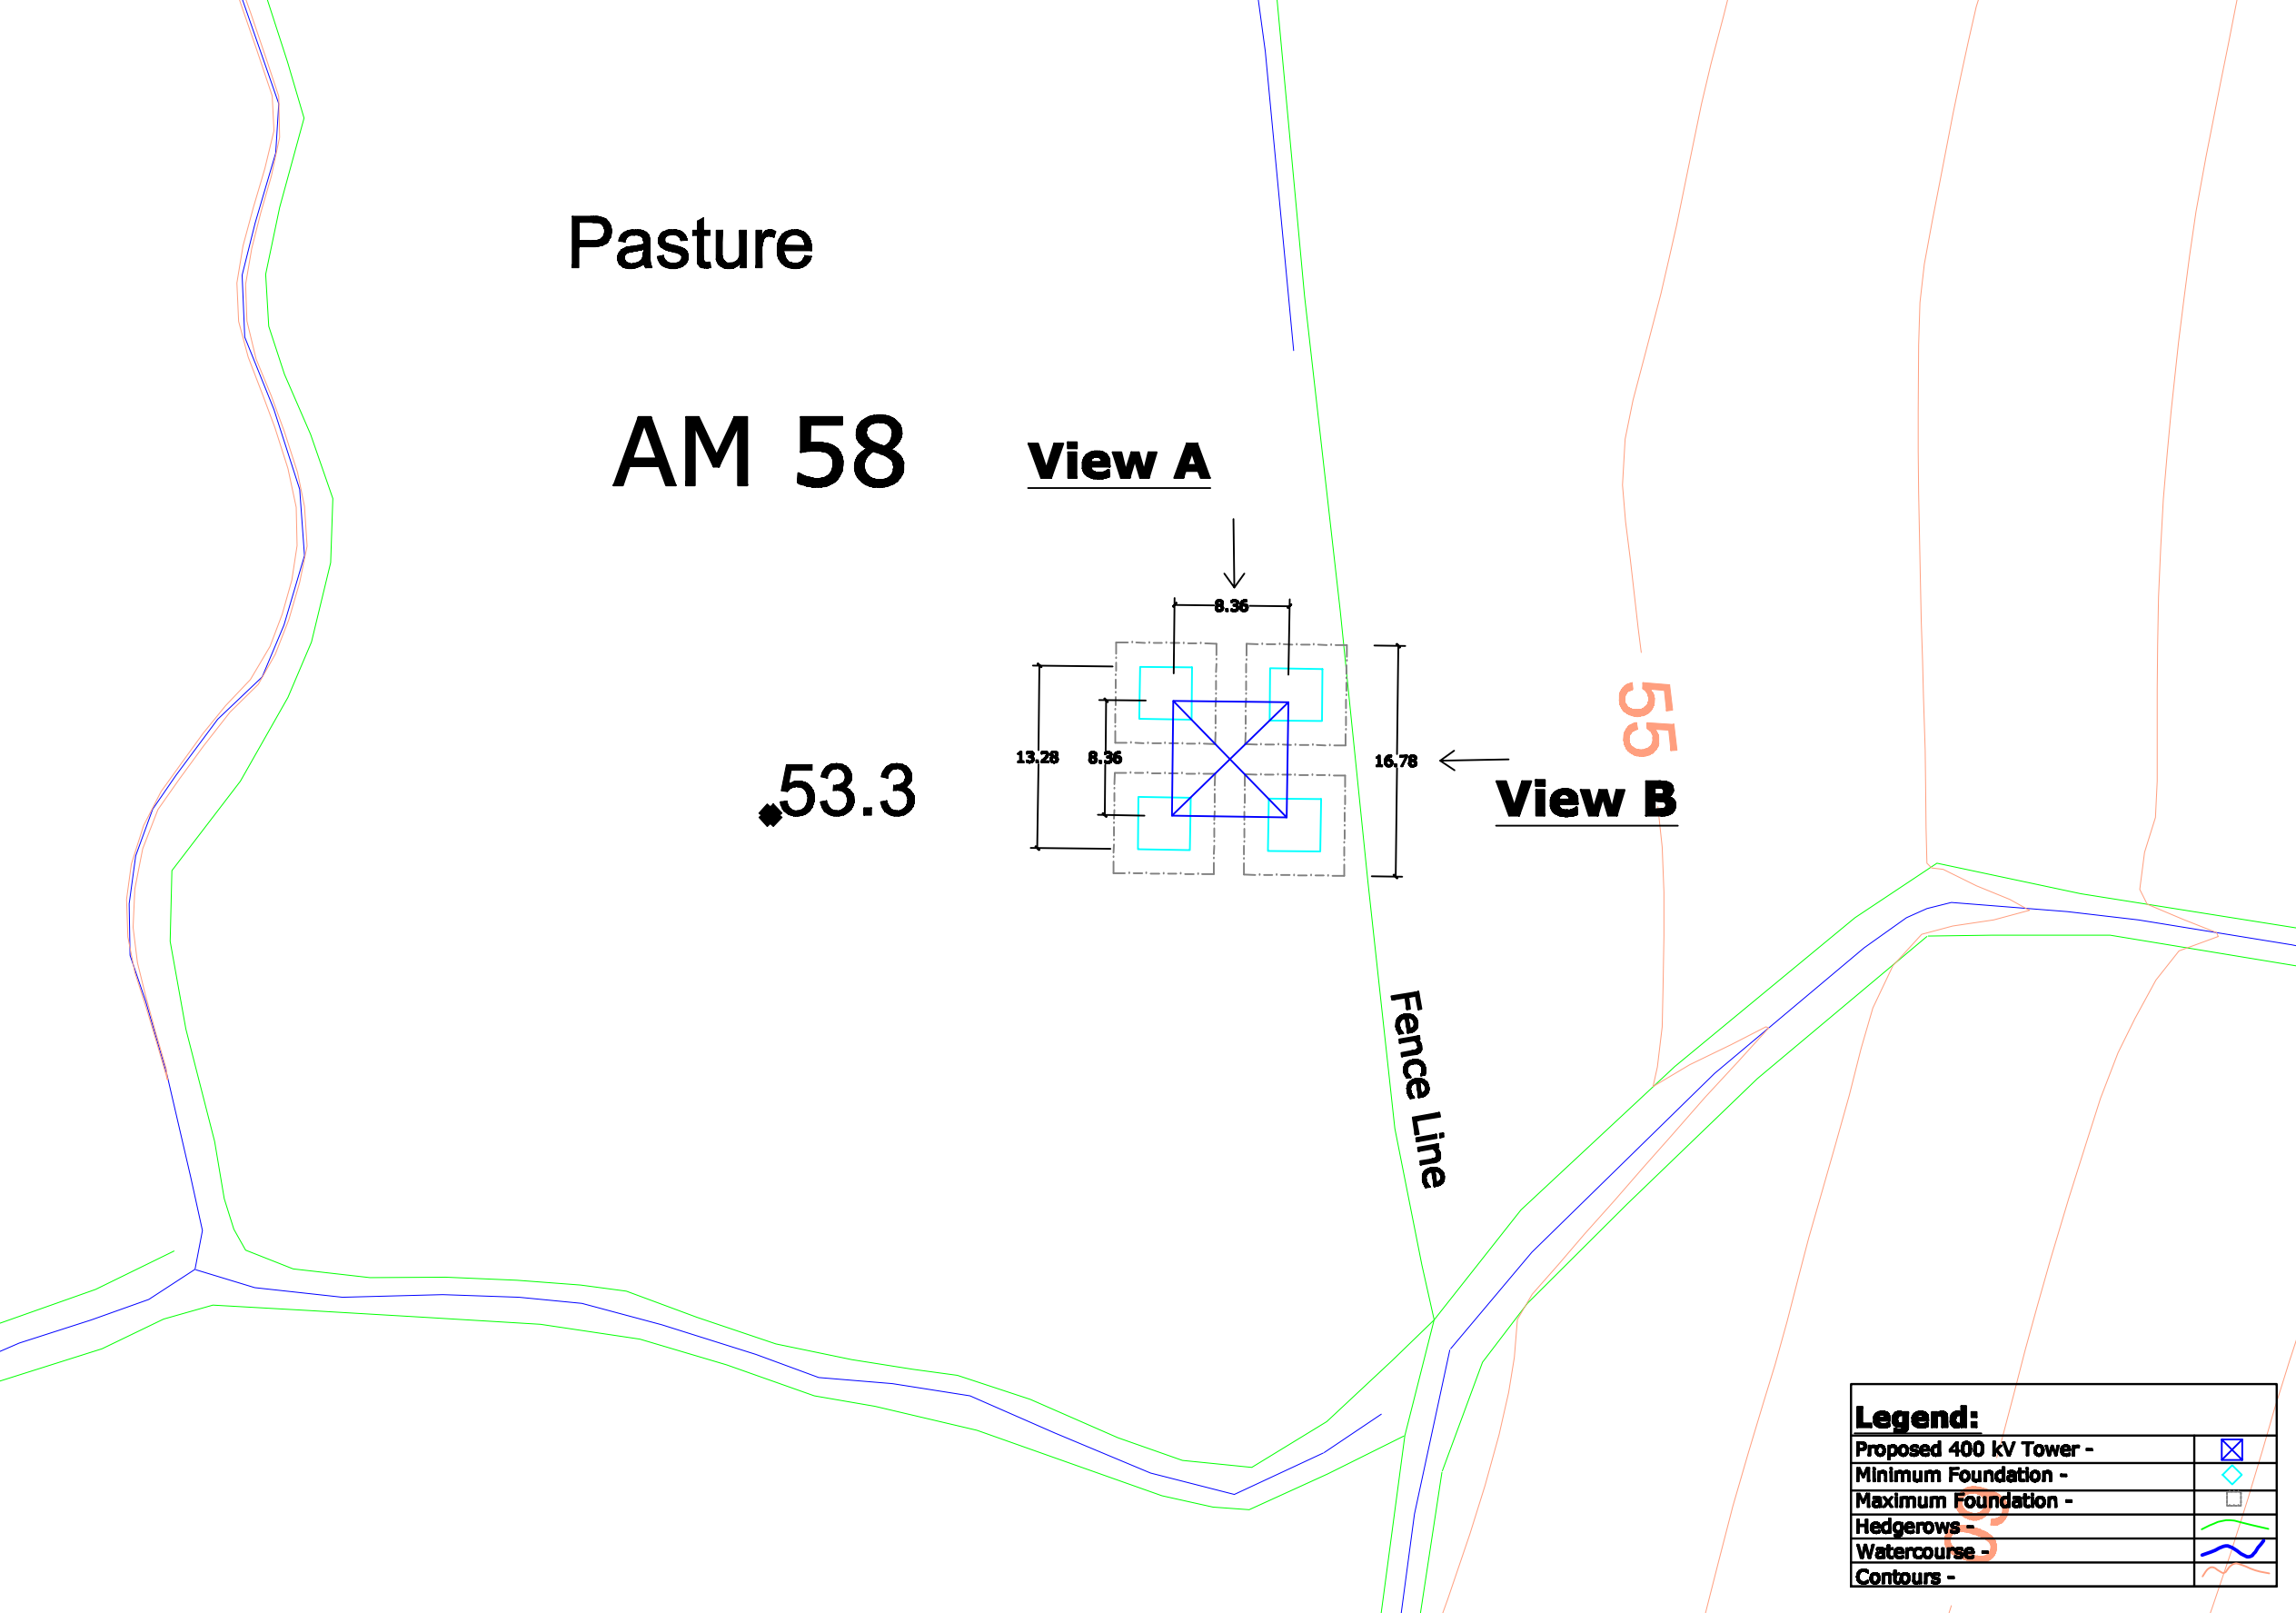 Pasture
AM 58
View A
8.36
13.28
8.36
16.78
55
View B
53.3
Fence Line
Legend:
Proposed 400 kV Tower -
Minimum Foundation -
Maximum Foundation -
Hedgerows -
Watercourse -
Contours -
60